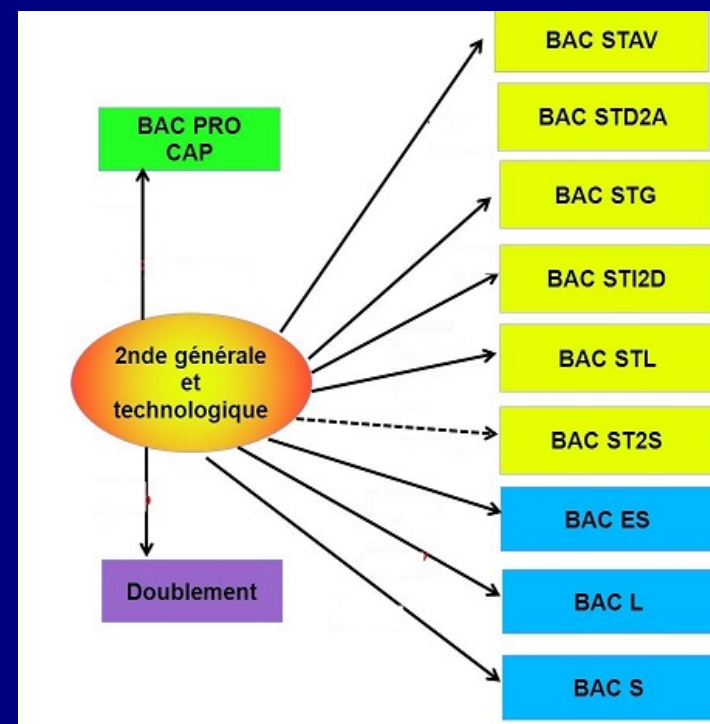 BAC STAV
BAC PRO
CAP
BAC STD2A
BAC STG
BAC STI2D
2nde générale
et
technologique
BAC STL
BAC ST2S
BAC ES
Doublement
BAC L
BAC S